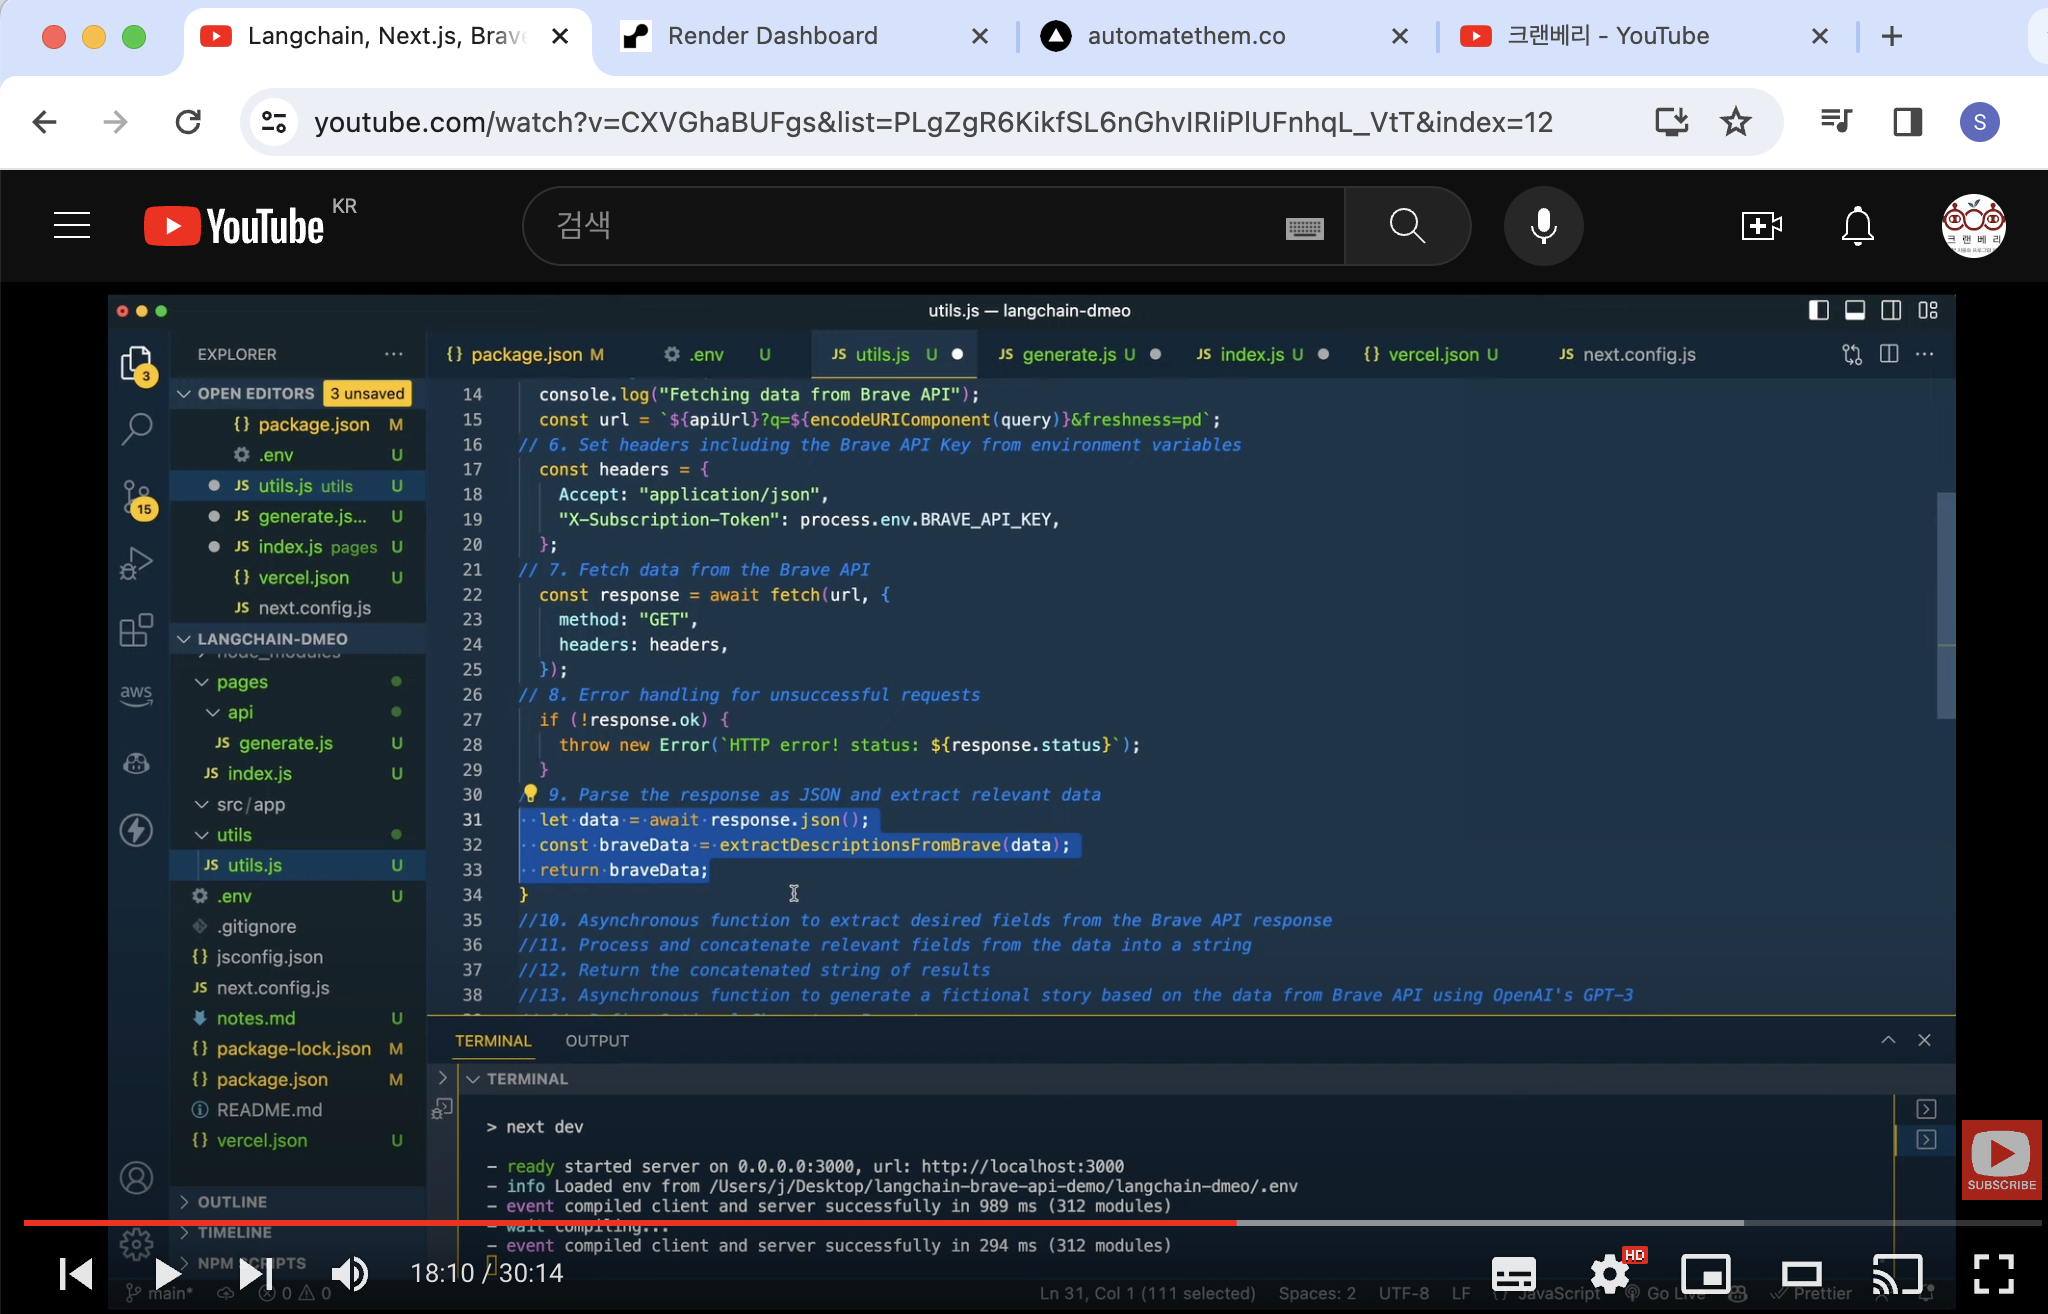 Langchain, Next.js, Brave
Render Dashboard
automatethem.co
크랜베리 - YouTube
youtube.com/watch?v=CXVGhaBUFgs&list=PLgZgR6KikfSL6nGhvIRIiPlUFnhqL_VtT&index=12
S
YouTube KR
검색
크 랜 베 리
utils.js — langchain-dmeo
EXPLORER
{} package.json M
.env U
JS utils.js U
JS generate.js U
JS index.js U
{} vercel.json U
JS next.config.js
3
15
aws
OPEN EDITORS 3 unsaved
{} package.json M
.env U
JS utils.js utils U
JS generate.js... U
JS index.js pages U
{} vercel.json U
JS next.config.js
LANGCHAIN-DMEO
node_modules
pages
api
JS generate.js U
JS index.js U
src/app
utils
JS utils.js U
.env U
.gitignore
{} jsconfig.json
JS next.config.js
notes.md U
{} package-lock.json M
{} package.json M
README.md
{} vercel.json U
OUTLINE
TIMELINE
NPM SCRIPTS
14 console.log("Fetching data from Brave API");
15 const url = `${apiUrl}?q=${encodeURIComponent(query)}&freshness=pd`;
16 // 6. Set headers including the Brave API Key from environment variables
17 const headers = {
18 Accept: "application/json",
19 "X-Subscription-Token": process.env.BRAVE_API_KEY,
20 };
21 // 7. Fetch data from the Brave API
22 const response = await fetch(url, {
23 method: "GET",
24 headers: headers,
25 });
26 // 8. Error handling for unsuccessful requests
27 if (!response.ok) {
28 throw new Error(`HTTP error! status: ${response.status}`);
29 }
30 / 9. Parse the response as JSON and extract relevant data
31 let data = await response.json();
32 const braveData = extractDescriptionsFromBrave(data);
33 return braveData;
34 }
35 //10. Asynchronous function to extract desired fields from the Brave API response
36 //11. Process and concatenate relevant fields from the data into a string
37 //12. Return the concatenated string of results
38 //13. Asynchronous function to generate a fictional story based on the data from Brave API using OpenAI's GPT-3
TERMINAL OUTPUT
TERMINAL
> next dev
- ready started server on 0.0.0.0:3000, url: http://localhost:3000
- info Loaded env from /Users/j/Desktop/langchain-brave-api-demo/langchain-dmeo/.env
- event compiled client and server successfully in 989 ms (312 modules)
- wait compiling...
- event compiled client and server successfully in 294 ms (312 modules)
SUBSCRIBE
18:10 / 30:14
HD
main* 0 0 Ln 31, Col 1 (111 selected) Spaces: 2 UTF-8 LF {} JavaScript Go Live Prettier